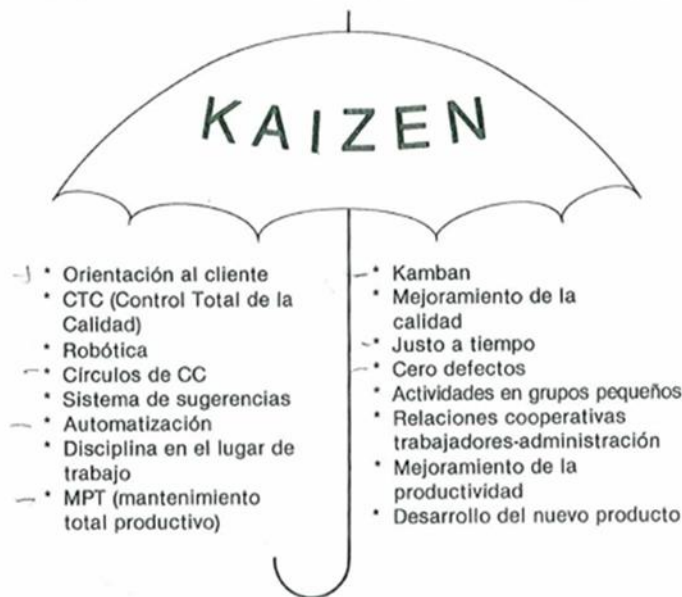 KAIZEN
* Orientación al cliente
* CTC (Control Total de la
Calidad)
* Robótica
* Círculos de CC
* Sistema de sugerencias
* Automatización
* Disciplina en el lugar de
trabajo
* MPT (mantenimiento
total productivo)
* Kamban
* Mejoramiento de la
calidad
* Justo a tiempo
* Cero defectos
* Actividades en grupos pequeños
* Relaciones cooperativas
trabajadores-administración
* Mejoramiento de la
productividad
* Desarrollo del nuevo producto